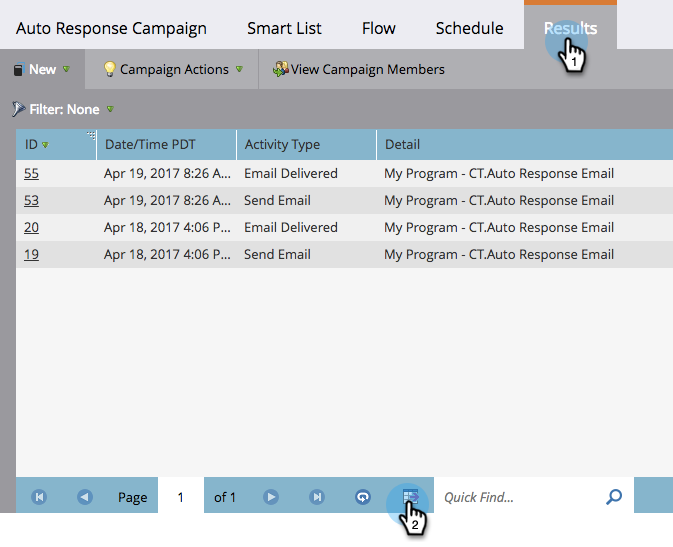 Auto Response Campaign Smart List Flow Schedule Results
1
New Campaign Actions View Campaign Members
Filter: None
ID Date/Time PDT Activity Type Detail
55 Apr 19, 2017 8:26 A... Email Delivered My Program - CT.Auto Response Email
53 Apr 19, 2017 8:26 A... Send Email My Program - CT.Auto Response Email
20 Apr 18, 2017 4:06 P... Email Delivered My Program - CT.Auto Response Email
19 Apr 18, 2017 4:06 P... Send Email My Program - CT.Auto Response Email
Page 1 of 1 Quick Find...
2